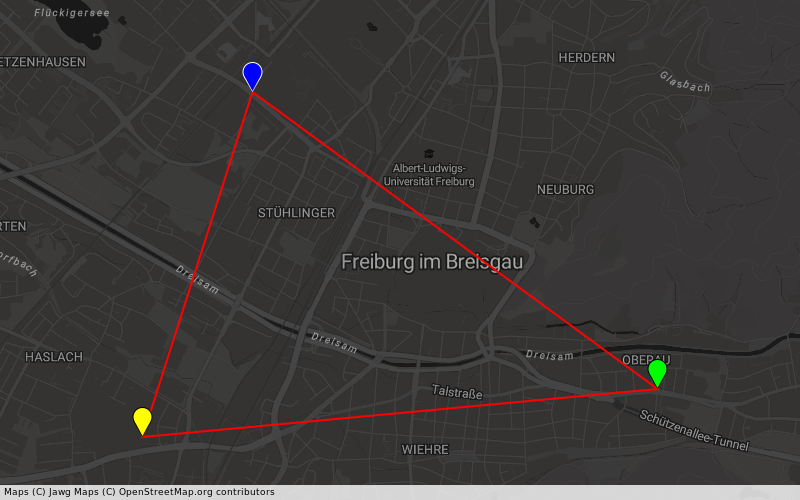 Flückigersee
ETZENHAUSEN
HERDERN
Glasbach
Albert-Ludwigs-
Universität Freiburg
NEUBURG
STÜHLINGER
RTEN
orfbach
Freiburg im Breisgau
Dreisam
Dreisam
Dreisam
HASLACH
OBERAU
Talstraße
Schützenallee-Tunnel
WIEHRE
Maps (C) Jawg Maps (C) OpenStreetMap.org contributors